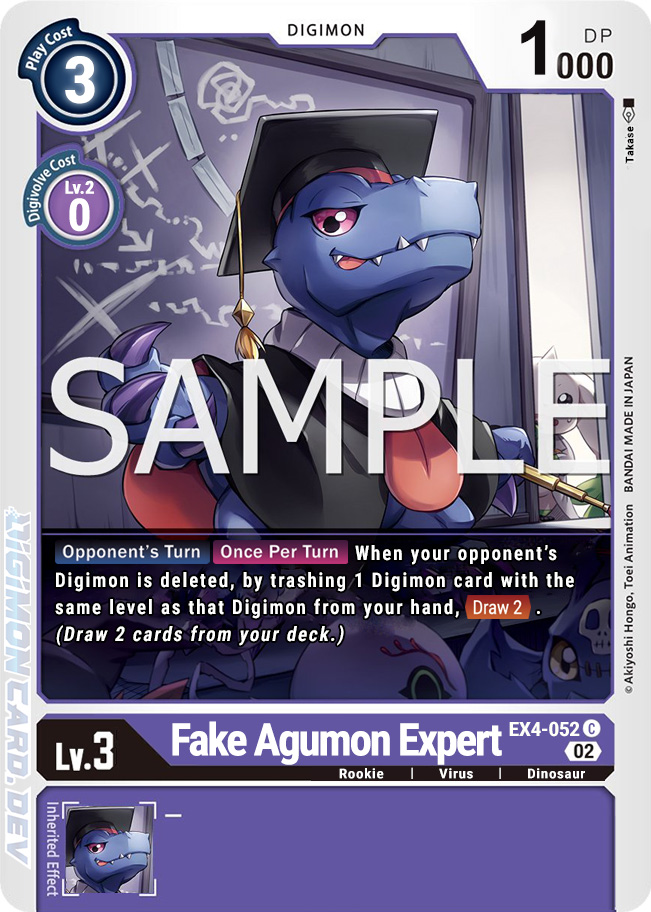 DIGIMON
Play Cost
3
1000
DP
Digivolve Cost
Lv.2
0
Takase
SAMPLE
Opponent's Turn Once Per Turn When your opponent's
Digimon is deleted, by trashing 1 Digimon card with the
same level as that Digimon from your hand, Draw 2 .
(Draw 2 cards from your deck.)
© Akiyoshi Hongo, Toei Animation BANDAI MADE IN JAPAN
DIGIMON CARD.DEV
Lv.3
Fake Agumon Expert
EX4-052 C
02
Rookie | Virus | Dinosaur
Inherited Effect
–